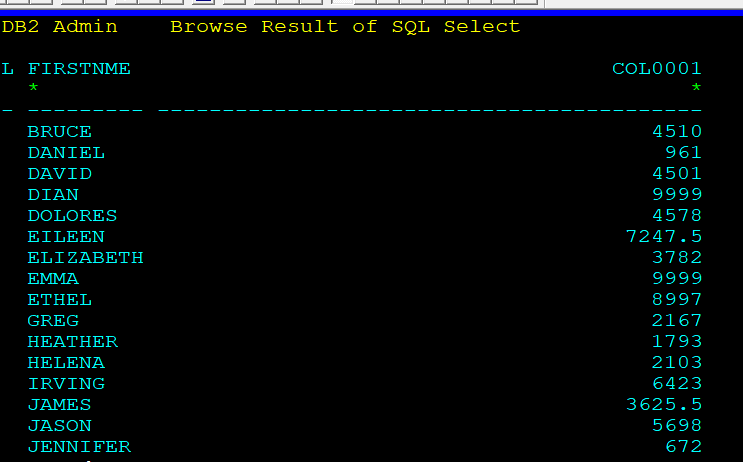 DB2 Admin    Browse Result of SQL Select
L FIRSTNME COL0001
* *
- --------- ------------------------------------------
BRUCE 4510
DANIEL 961
DAVID 4501
DIAN 9999
DOLORES 4578
EILEEN 7247.5
ELIZABETH 3782
EMMA 9999
ETHEL 8997
GREG 2167
HEATHER 1793
HELENA 2103
IRVING 6423
JAMES 3625.5
JASON 5698
JENNIFER 672